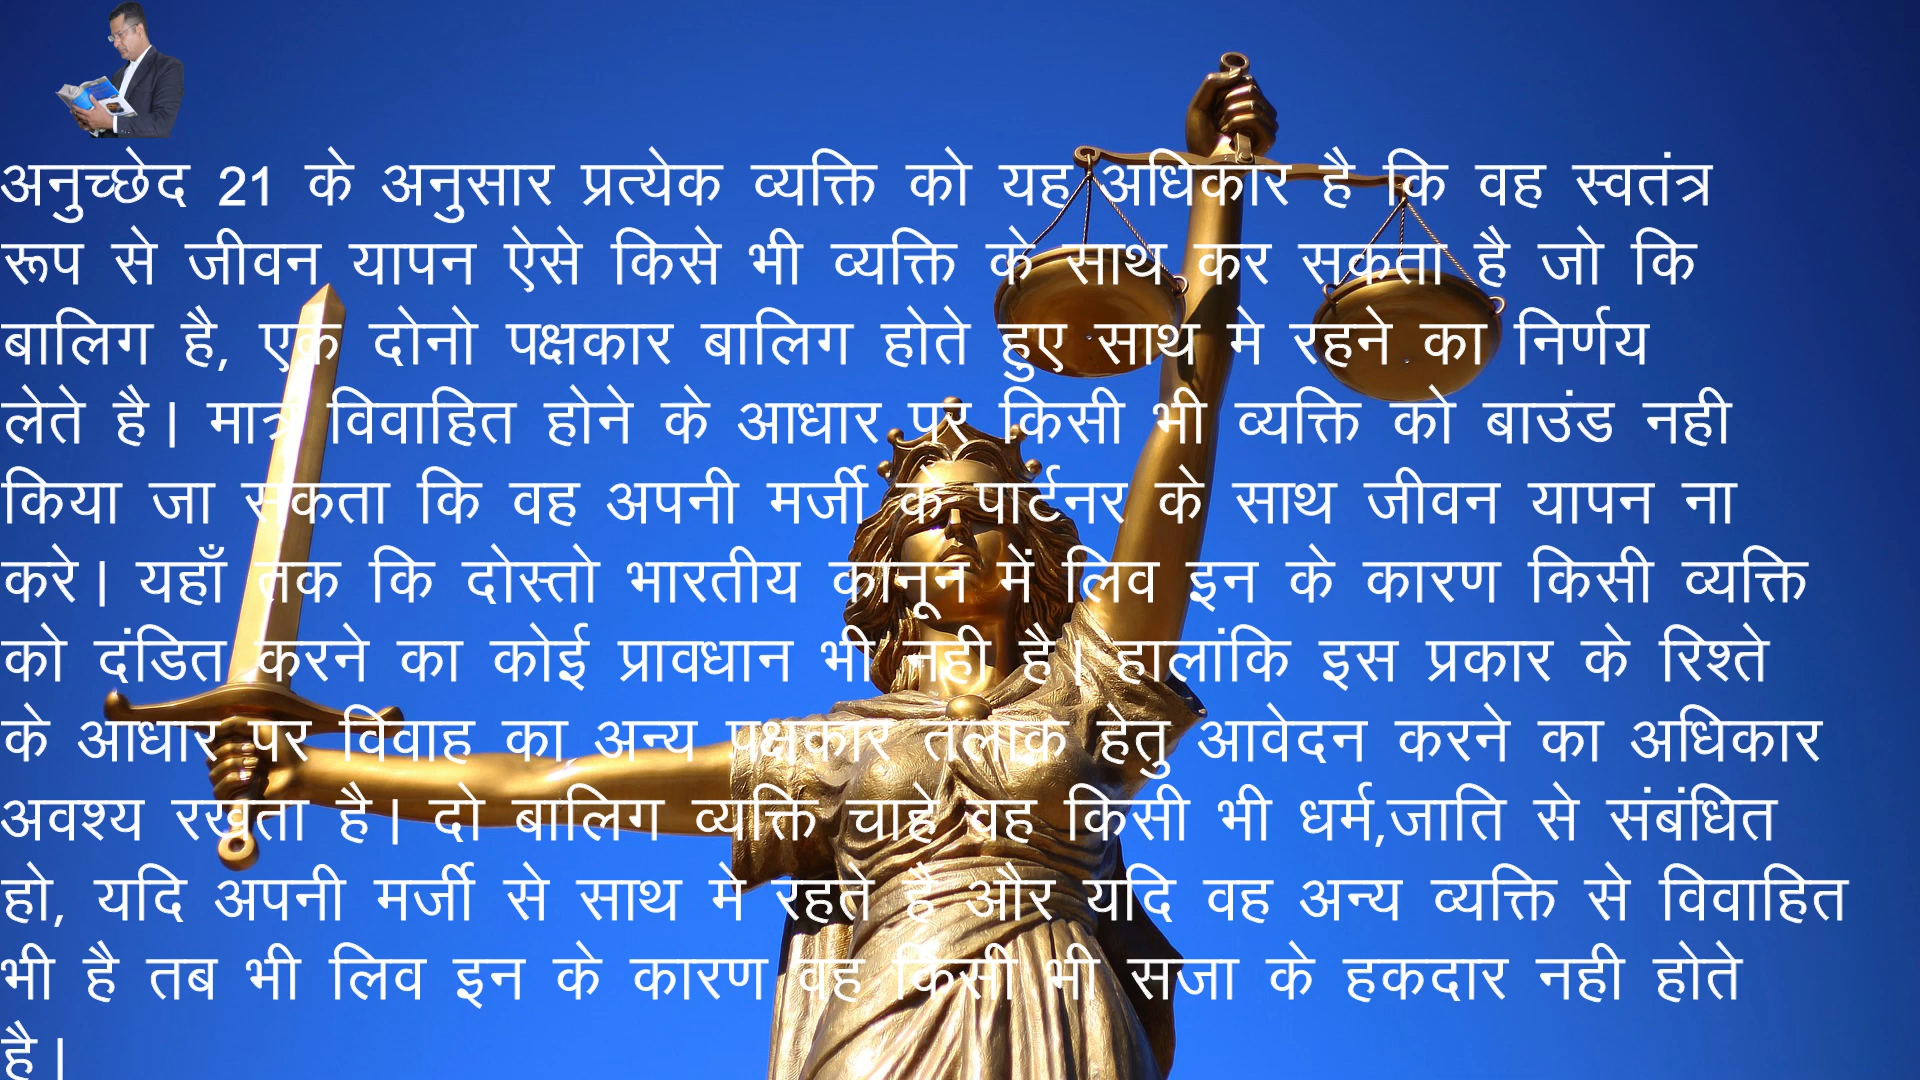 अनुच्छेद 21 के अनुसार प्रत्येक व्यक्ति को यह अधिकार है कि वह स्वतंत्र
रूप से जीवन यापन ऐसे किसे भी व्यक्ति के साथ कर सकता है जो कि
बालिग है, एक दोनो पक्षकार बालिग होते हुए साथ मे रहने का निर्णय
लेते है। मात्र विवाहित होने के आधार पर किसी भी व्यक्ति को बाउंड नही
किया जा सकता कि वह अपनी मर्जी के पार्टनर के साथ जीवन यापन ना
करे। यहाँ तक कि दोस्तो भारतीय कानून में लिव इन के कारण किसी व्यक्ति
को दंडित करने का कोई प्रावधान भी नही है। हालांकि इस प्रकार के रिश्ते
के आधार पर विवाह का अन्य पक्षकार तलाक़ हेतु आवेदन करने का अधिकार
अवश्य रखता है। दो बालिग व्यक्ति चाहे वह किसी भी धर्म,जाति से संबंधित
हो, यदि अपनी मर्जी से साथ मे रहते है और यदि वह अन्य व्यक्ति से विवाहित
भी है तब भी लिव इन के कारण वह किसी भी सजा के हकदार नही होते
है।